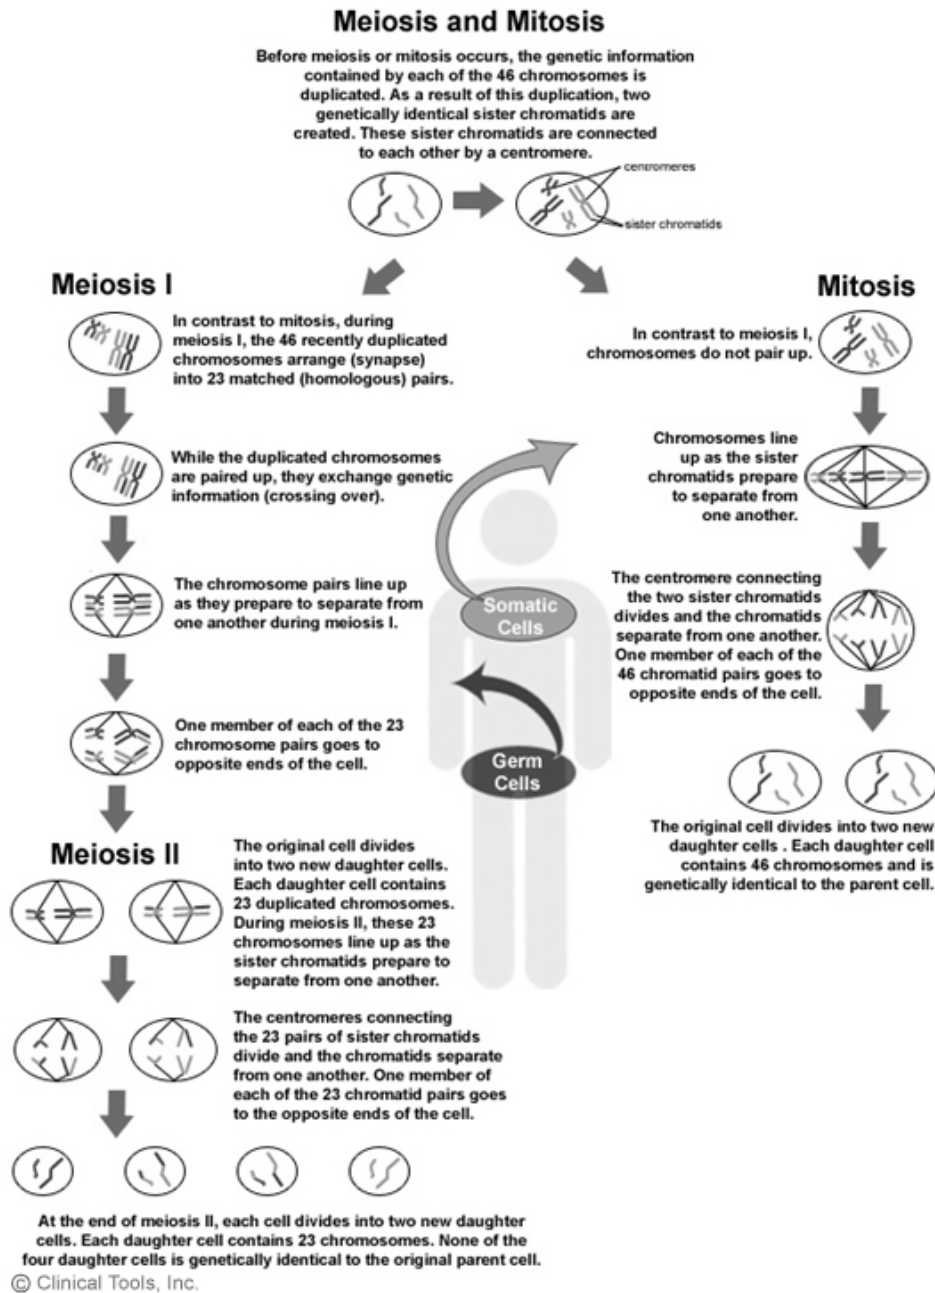 Meiosis and Mitosis
Before meiosis or mitosis occurs, the genetic information
contained by each of the 46 chromosomes is
duplicated. As a result of this duplication, two
genetically identical sister chromatids are
created. These sister chromatids are connected
to each other by a centromere.
centromeres
sister chromatids
Meiosis I
In contrast to mitosis, during
meiosis I, the 46 recently duplicated
chromosomes arrange (synapse)
into 23 matched (homologous) pairs.
While the duplicated chromosomes
are paired up, they exchange genetic
information (crossing over).
The chromosome pairs line up
as they prepare to separate from
one another during meiosis I.
One member of each of the 23
chromosome pairs goes to
opposite ends of the cell.
Meiosis II
The original cell divides
into two new daughter cells.
Each daughter cell contains
23 duplicated chromosomes.
During meiosis II, these 23
chromosomes line up as the
sister chromatids prepare to
separate from one another.
The centromeres connecting
the 23 pairs of sister chromatids
divide and the chromatids separate
from one another. One member of
each of the 23 chromatid pairs goes
to the opposite ends of the cell.
At the end of meiosis II, each cell divides into two new daughter
cells. Each daughter cell contains 23 chromosomes. None of the
four daughter cells is genetically identical to the original parent cell.
Somatic
Cells
Germ
Cells
Mitosis
In contrast to meiosis I,
chromosomes do not pair up.
Chromosomes line
up as the sister
chromatids prepare
to separate from
one another.
The centromere connecting
the two sister chromatids
divides and the chromatids
separate from one another.
One member of each of the
46 chromatid pairs goes to
opposite ends of the cell.
The original cell divides into two new
daughter cells . Each daughter cell
contains 46 chromosomes and is
genetically identical to the parent cell.
© Clinical Tools, Inc.